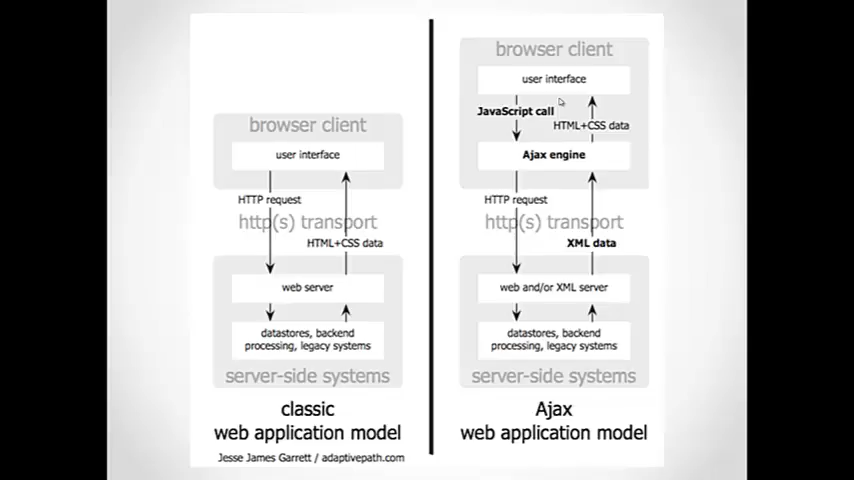 browser client
user interface
HTTP request
http(s) transport
HTML+CSS data
web server
datastores, backend
processing, legacy systems
server-side systems
classic
web application model
Jesse James Garrett / adaptivepath.com
browser client
user interface
JavaScript call
HTML+CSS data
Ajax engine
HTTP request
http(s) transport
XML data
web and/or XML server
datastores, backend
processing, legacy systems
server-side systems
Ajax
web application model